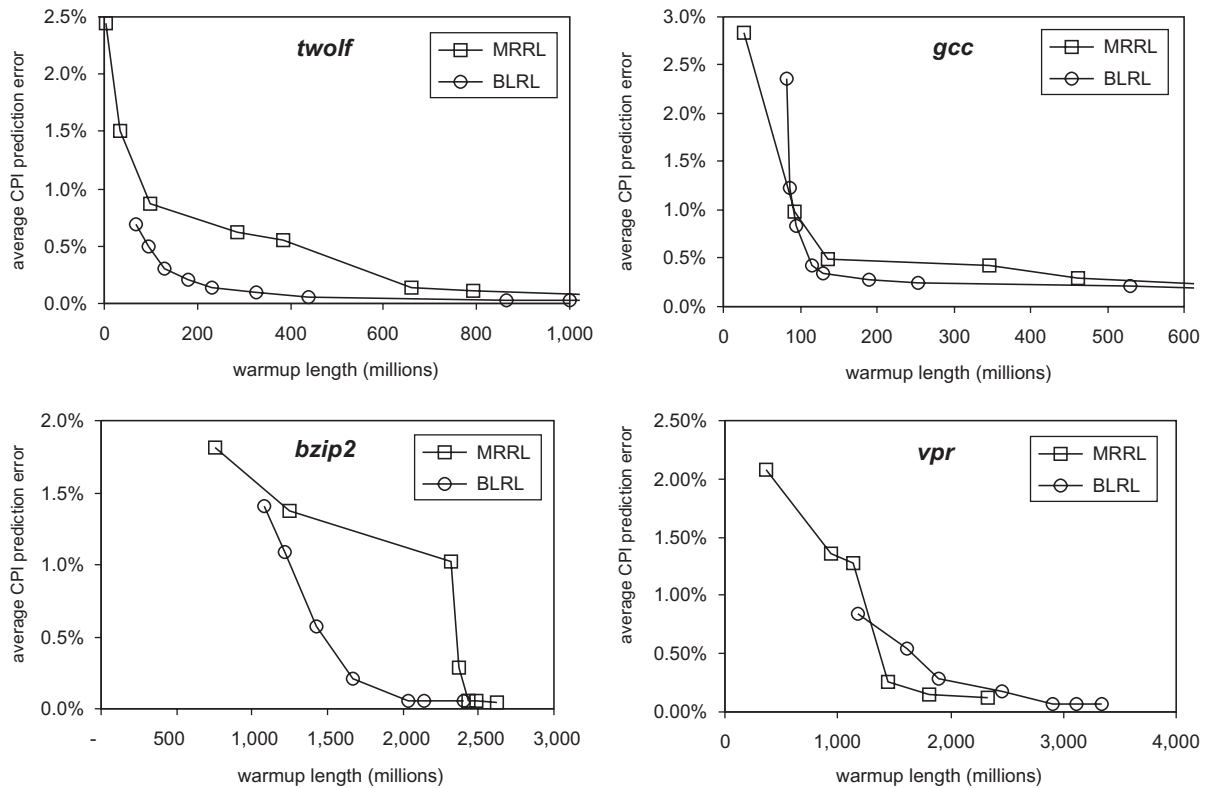 twolf
MRRL
BLRL
average CPI prediction error
2.5%
2.0%
1.5%
1.0%
0.5%
0.0%
0
200
400
600
800
1,000
warmup length (millions)
gcc
MRRL
BLRL
average CPI prediction error
3.0%
2.5%
2.0%
1.5%
1.0%
0.5%
0.0%
0
100
200
300
400
500
600
warmup length (millions)
bzip2
MRRL
BLRL
average CPI prediction error
2.0%
1.5%
1.0%
0.5%
0.0%
-
500
1,000
1,500
2,000
2,500
3,000
warmup length (millions)
vpr
MRRL
BLRL
average CPI prediction error
2.50%
2.00%
1.50%
1.00%
0.50%
0.00%
0
1,000
2,000
3,000
4,000
warmup length (millions)